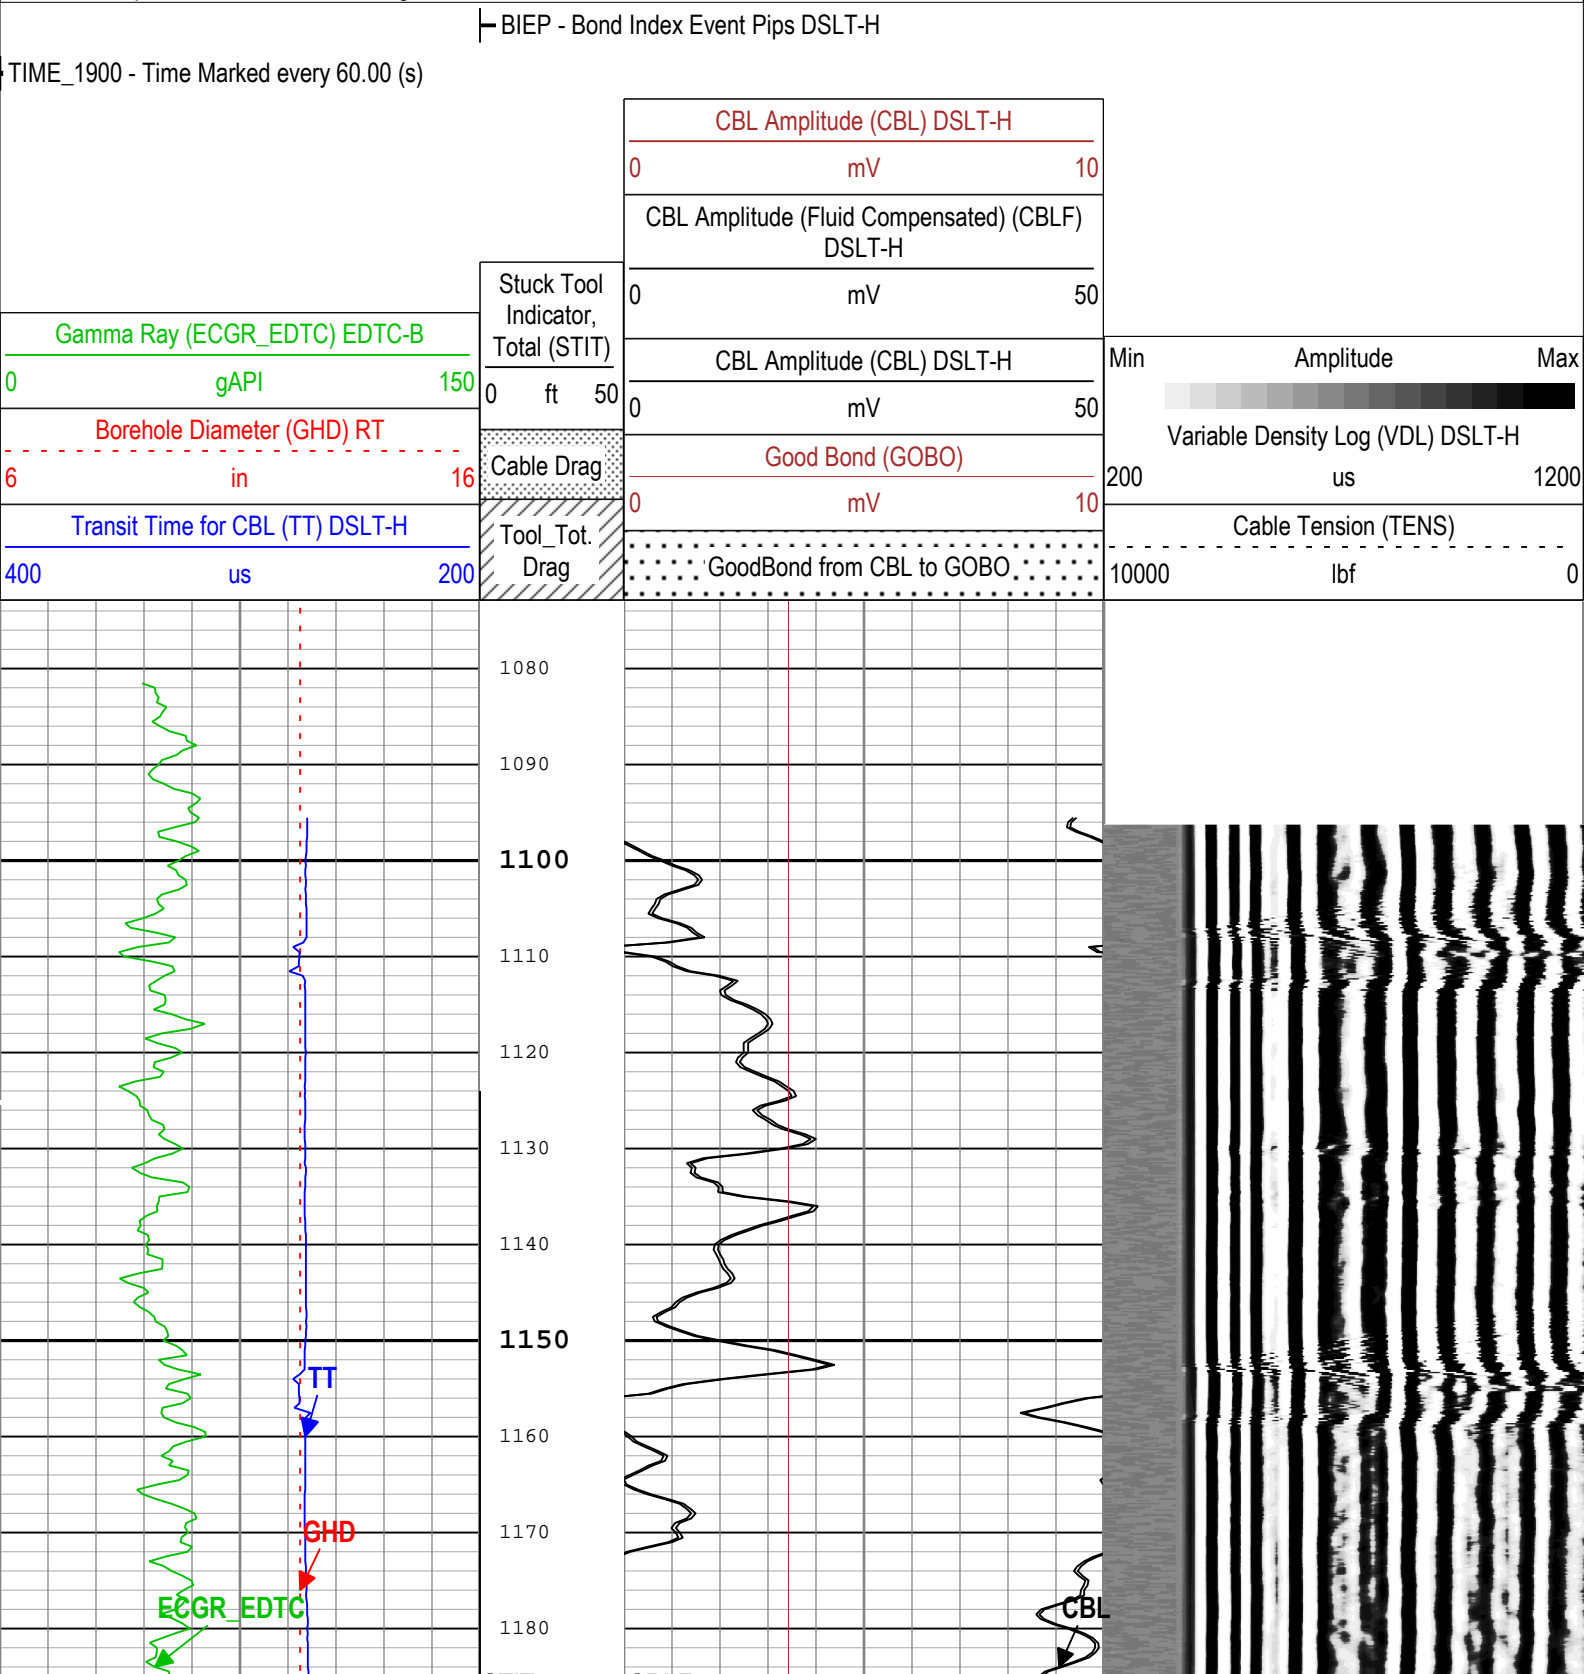 BIEP - Bond Index Event Pips DSLT-H
TIME_1900 - Time Marked every 60.00 (s)
CBL Amplitude (CBL) DSLT-H
0 mV 10
CBL Amplitude (Fluid Compensated) (CBLF)
DSLT-H
0 mV 50
CBL Amplitude (CBL) DSLT-H
0 mV 50
Good Bond (GOBO)
0 mV 10
GoodBond from CBL to GOBO
Stuck Tool
Indicator,
Total (STIT)
0 ft 50
Cable Drag
Tool_Tot.
Drag
Gamma Ray (ECGR_EDTC) EDTC-B
0 gAPI 150
Borehole Diameter (GHD) RT
6 in 16
Transit Time for CBL (TT) DSLT-H
400 us 200
Min Amplitude Max
Variable Density Log (VDL) DSLT-H
200 us 1200
Cable Tension (TENS)
10000 lbf 0
1080
1090
1100
1110
1120
1130
1140
1150
TT
1160
1170
GHD
ECGR_EDTC
CBL
1180